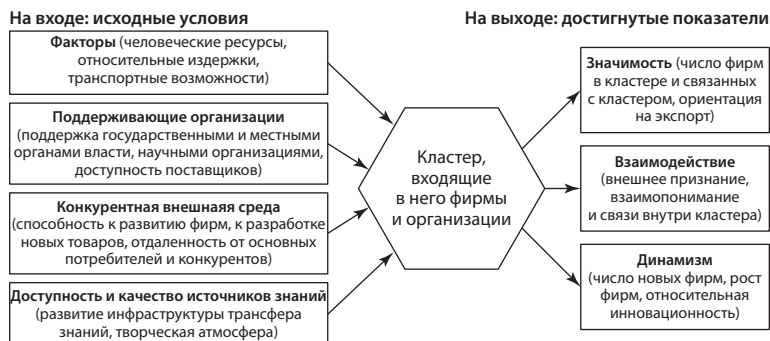 На входе: исходные условия
Факторы (человеческие ресурсы,
относительные издержки,
транспортные возможности)
Поддерживающие организации
(поддержка государственными и местными
органами власти, научными организациями,
доступность поставщиков)
Конкурентная внешнаяя среда
(способность к развитию фирм, к разработке
новых товаров, отдаленность от основных
потребителей и конкурентов)
Доступность и качество источников знаний
(развитие инфраструктуры трансфера
знаний, творческая атмосфера)
Кластер,
входящие
в него фирмы
и организации
На выходе: достигнутые показатели
Значимость (число фирм
в кластере и связанных
с кластером, ориентация
на экспорт)
Взаимодействие
(внешнее признание,
взаимопонимание
и связи внутри кластера)
Динамизм
(число новых фирм, рост
фирм, относительная
инновационность)